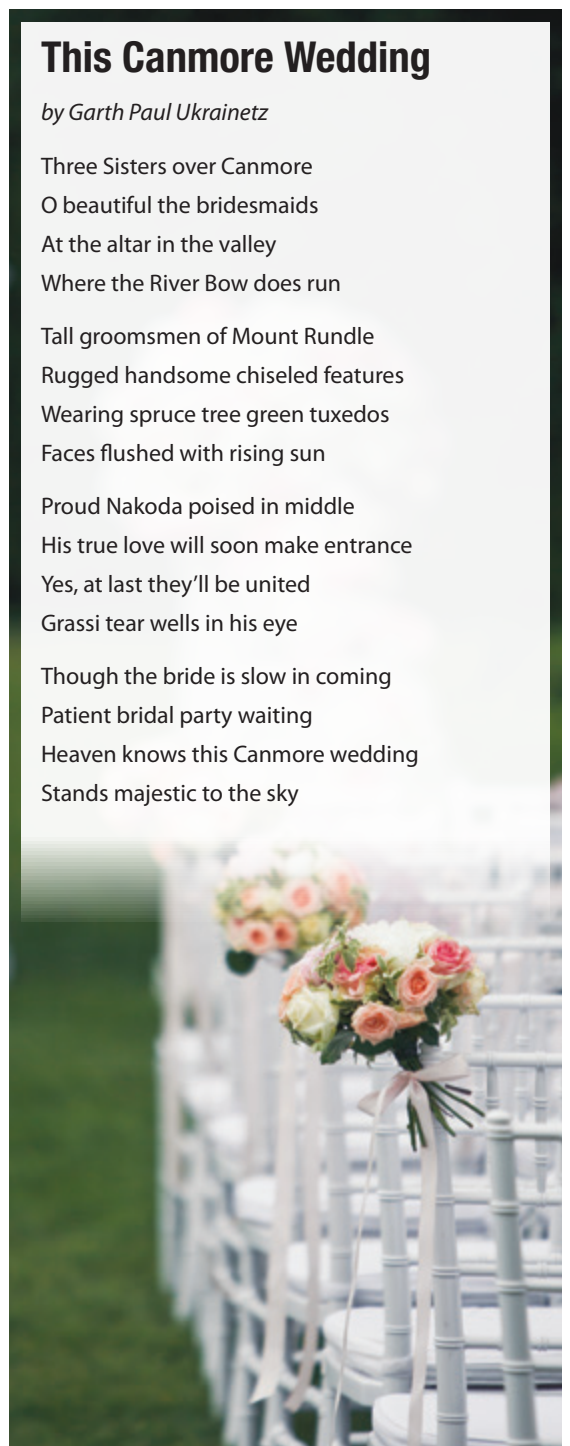 This Canmore Wedding
by Garth Paul Ukrainetz
Three Sisters over Canmore
O beautiful the bridesmaids
At the altar in the valley
Where the River Bow does run
Tall groomsmen of Mount Rundle
Rugged handsome chiseled features
Wearing spruce tree green tuxedos
Faces flushed with rising sun
Proud Nakoda poised in middle
His true love will soon make entrance
Yes, at last they’ll be united
Grassi tear wells in his eye
Though the bride is slow in coming
Patient bridal party waiting
Heaven knows this Canmore wedding
Stands majestic to the sky